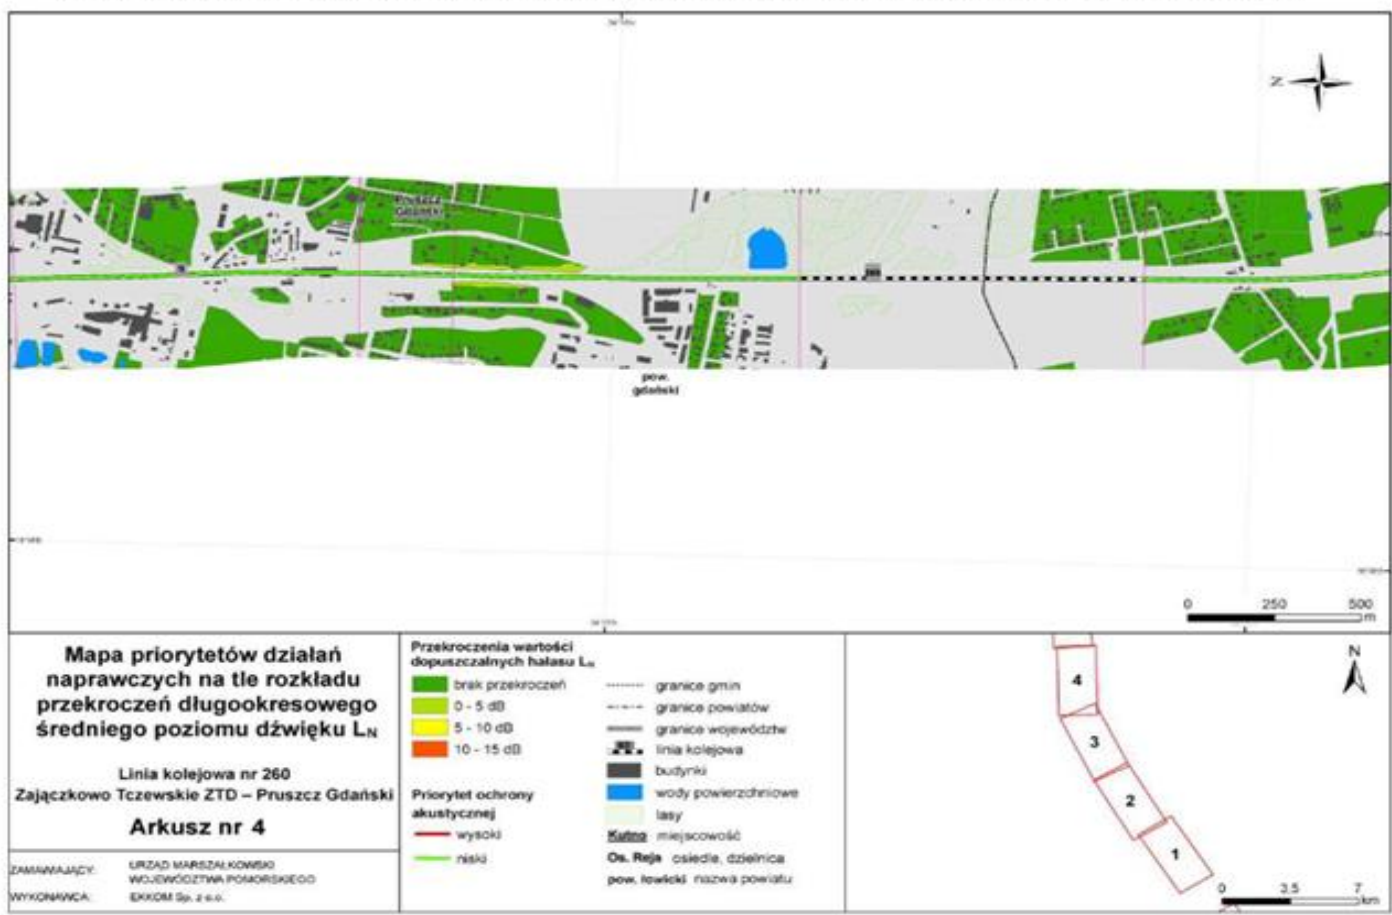 N
Pruszcz
Gdański
260
pow.
gdański
0 250 500
m
Mapa priorytetów działań
naprawczych na tle rozkładu
przekroczeń długookresowego
średniego poziomu dźwięku LN
Linia kolejowa nr 260
Zajączkowo Tczewskie ZTD – Pruszcz Gdański
Arkusz nr 4
ZAMAWIAJĄCY: URZĄD MARSZAŁKOWSKI
WOJEWÓDZTWA POMORSKIEGO
WYKONAWCA: EKKOM Sp. z o.o.
Przekroczenia wartości
dopuszczalnych hałasu LN
brak przekroczeń
0 - 5 dB
5 - 10 dB
10 - 15 dB
Priorytet ochrony
akustycznej
wysoki
niski
granice gmin
granice powiatów
granice województw
linia kolejowa
budynki
wody powierzchniowe
lasy
Kutno miejscowość
Os. Reja osiedle, dzielnica
pow. łowicki nazwa powiatu
N
4
3
2
1
0 3,5 7
km